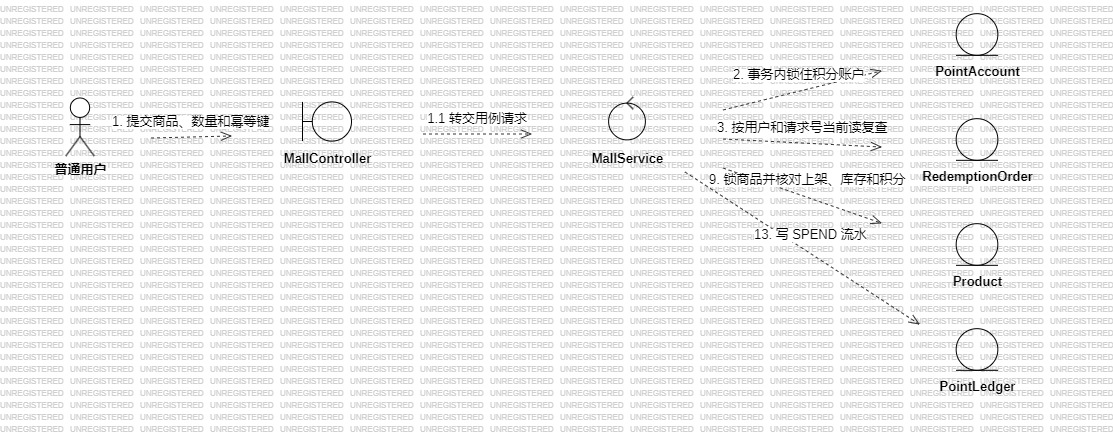 PointAccount
2. 事务内锁住积分账户
1. 提交商品、数量和幂等键
1.1 转交用例请求
3. 按用户和请求号当前读复查
普通用户
MallController
MallService
RedemptionOrder
9. 锁商品并核对上架、库存和积分
13. 写 SPEND 流水
Product
PointLedger
UNREGISTERED